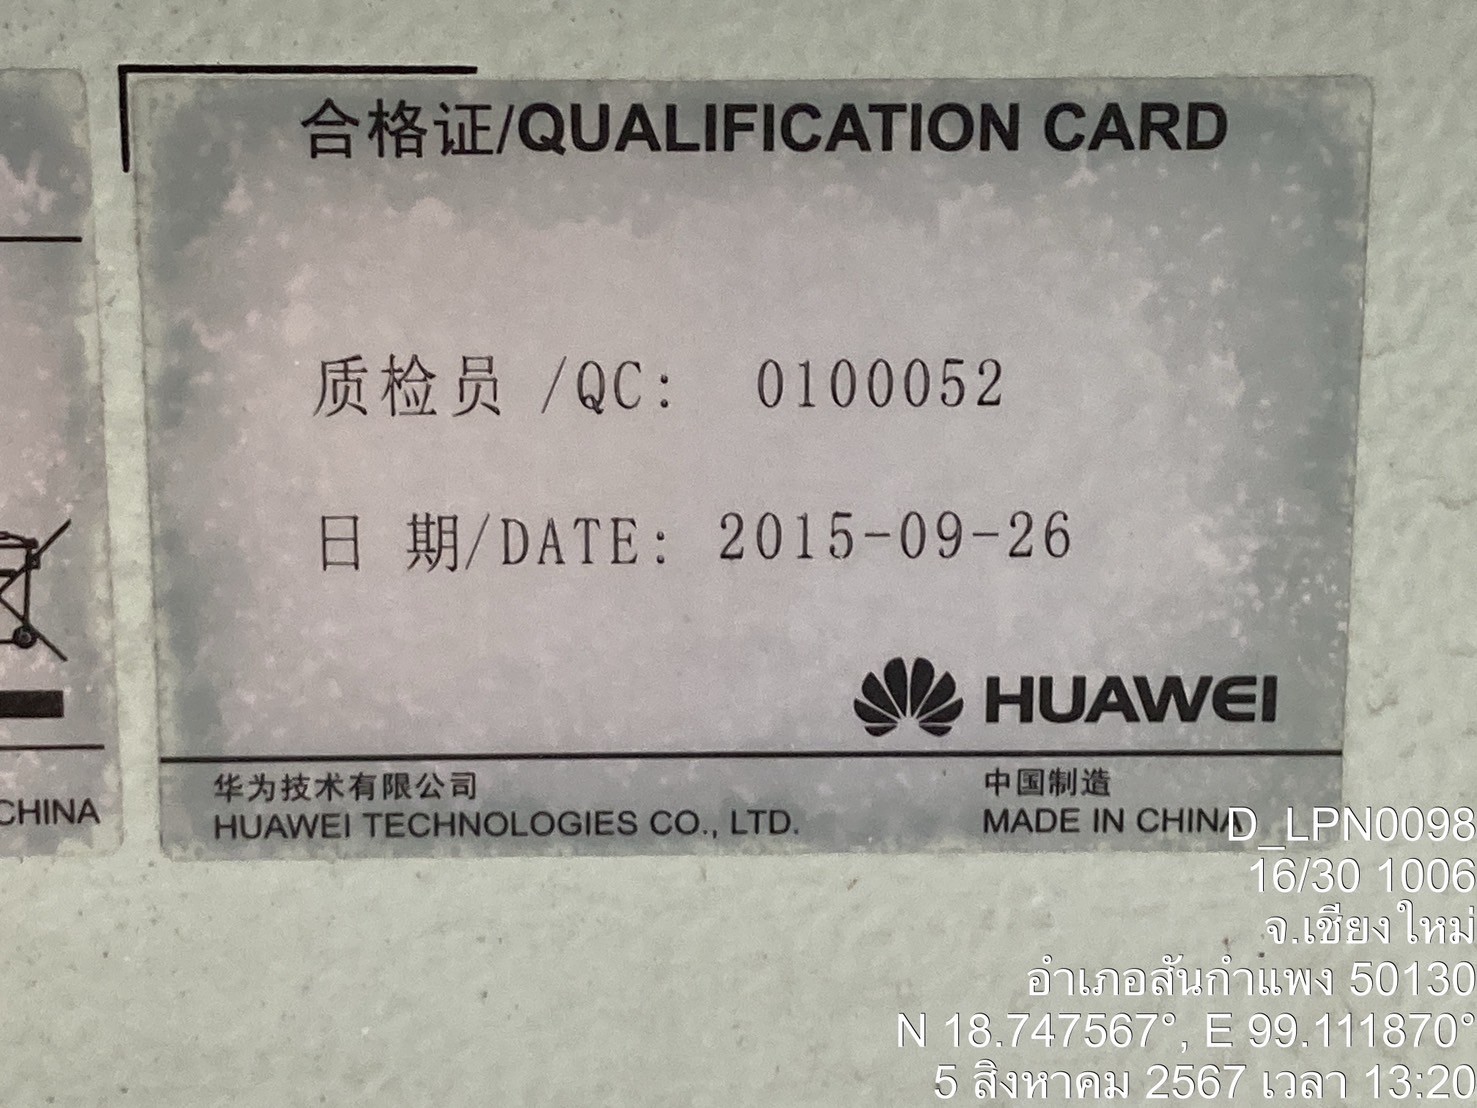 合格证/QUALIFICATION CARD
质检员 /QC: 0100052
日 期/DATE: 2015-09-26
HUAWEI
华为技术有限公司
HUAWEI TECHNOLOGIES CO., LTD.
中国制造
MADE IN CHINA
CHINA
D_LPN0098
16/30 1006
จ.เชียงใหม่
อำเภอสันกำแพง 50130
N 18.747567°, E 99.111870°
5 สิงหาคม 2567 เวลา 13:20